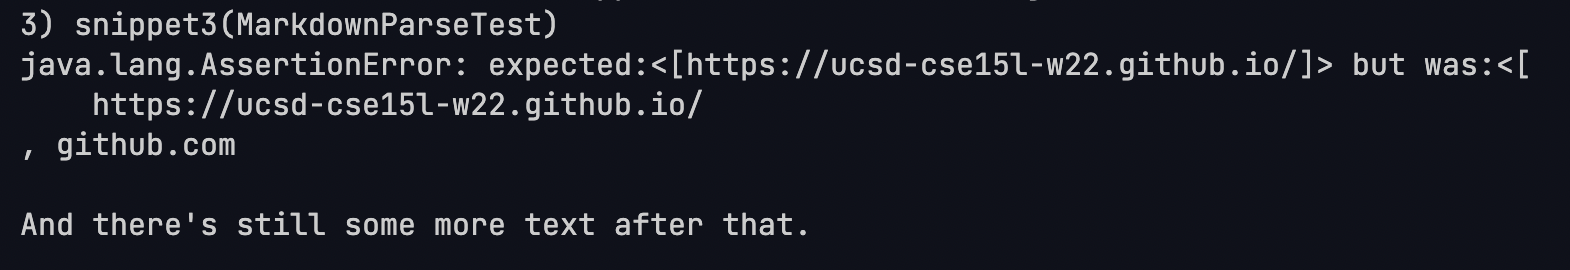 3) snippet3(MarkdownParseTest)
java.lang.AssertionError: expected:<[https://ucsd-cse15l-w22.github.io/]> but was:<[
    https://ucsd-cse15l-w22.github.io/
, github.com
And there's still some more text after that.